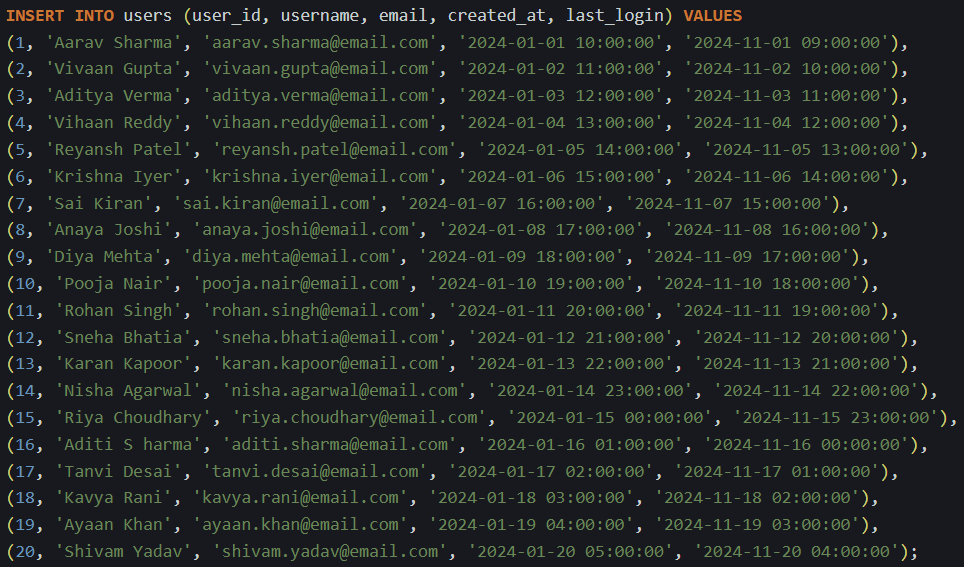 INSERT INTO users (user_id, username, email, created_at, last_login) VALUES
(1, 'Aarav Sharma', 'aarav.sharma@email.com', '2024-01-01 10:00:00', '2024-11-01 09:00:00'),
(2, 'Vivaan Gupta', 'vivaan.gupta@email.com', '2024-01-02 11:00:00', '2024-11-02 10:00:00'),
(3, 'Aditya Verma', 'aditya.verma@email.com', '2024-01-03 12:00:00', '2024-11-03 11:00:00'),
(4, 'Vihaan Reddy', 'vihaan.reddy@email.com', '2024-01-04 13:00:00', '2024-11-04 12:00:00'),
(5, 'Reyansh Patel', 'reyansh.patel@email.com', '2024-01-05 14:00:00', '2024-11-05 13:00:00'),
(6, 'Krishna Iyer', 'krishna.iyer@email.com', '2024-01-06 15:00:00', '2024-11-06 14:00:00'),
(7, 'Sai Kiran', 'sai.kiran@email.com', '2024-01-07 16:00:00', '2024-11-07 15:00:00'),
(8, 'Anaya Joshi', 'anaya.joshi@email.com', '2024-01-08 17:00:00', '2024-11-08 16:00:00'),
(9, 'Diya Mehta', 'diya.mehta@email.com', '2024-01-09 18:00:00', '2024-11-09 17:00:00'),
(10, 'Pooja Nair', 'pooja.nair@email.com', '2024-01-10 19:00:00', '2024-11-10 18:00:00'),
(11, 'Rohan Singh', 'rohan.singh@email.com', '2024-01-11 20:00:00', '2024-11-11 19:00:00'),
(12, 'Sneha Bhatia', 'sneha.bhatia@email.com', '2024-01-12 21:00:00', '2024-11-12 20:00:00'),
(13, 'Karan Kapoor', 'karan.kapoor@email.com', '2024-01-13 22:00:00', '2024-11-13 21:00:00'),
(14, 'Nisha Agarwal', 'nisha.agarwal@email.com', '2024-01-14 23:00:00', '2024-11-14 22:00:00'),
(15, 'Riya Choudhary', 'riya.choudhary@email.com', '2024-01-15 00:00:00', '2024-11-15 23:00:00'),
(16, 'Aditi S harma', 'aditi.sharma@email.com', '2024-01-16 01:00:00', '2024-11-16 00:00:00'),
(17, 'Tanvi Desai', 'tanvi.desai@email.com', '2024-01-17 02:00:00', '2024-11-17 01:00:00'),
(18, 'Kavya Rani', 'kavya.rani@email.com', '2024-01-18 03:00:00', '2024-11-18 02:00:00'),
(19, 'Ayaan Khan', 'ayaan.khan@email.com', '2024-01-19 04:00:00', '2024-11-19 03:00:00'),
(20, 'Shivam Yadav', 'shivam.yadav@email.com', '2024-01-20 05:00:00', '2024-11-20 04:00:00');